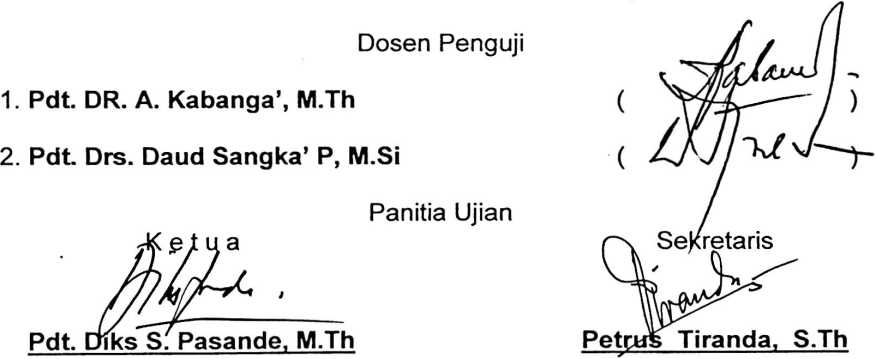 Dosen Penguji
1. Pdt. DR. A. Kabanga', M.Th ( )
2. Pdt. Drs. Daud Sangka' P, M.Si ( )
Panitia Ujian
Ketua Sekretaris
Pdt. Diks S. Pasande, M.Th Petrus Tiranda, S.Th